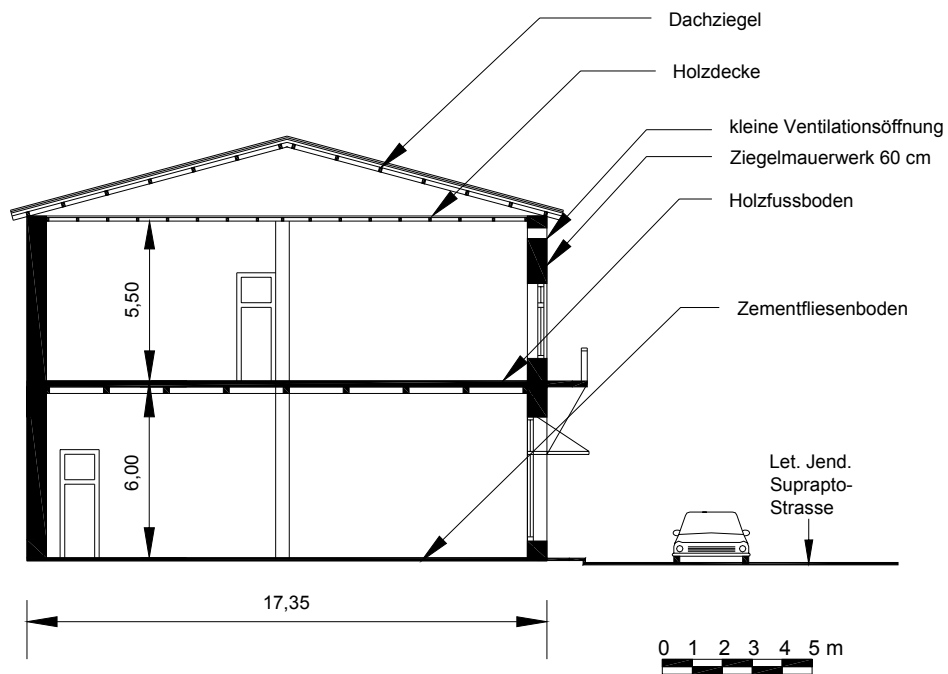 Dachziegel
Holzdecke
kleine Ventilationsöffnung
Ziegelmauerwerk 60 cm
Holzfussboden
5,50
Zementfliesenboden
6,00
Let. Jend.
Suprapto-
Strasse
17,35
0 1 2 3 4 5 m